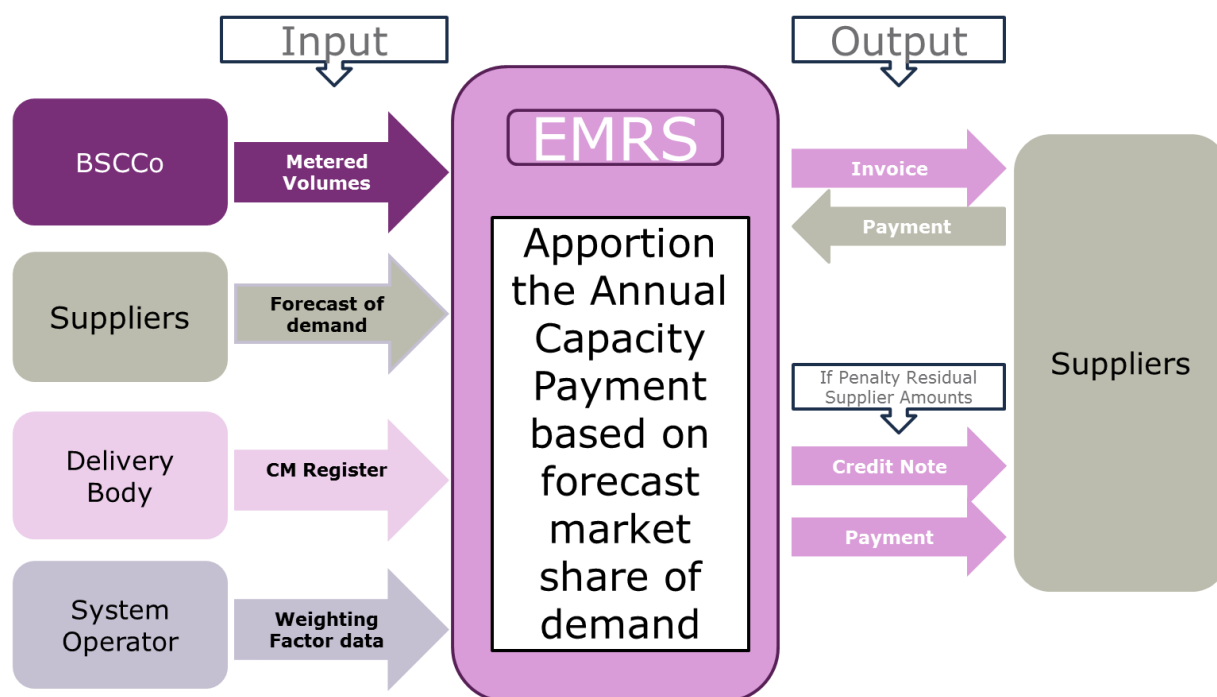 Input
Output
BSCCo
Metered
Volumes
EMRS
Invoice
Payment
Suppliers
Forecast of
demand
Apportion
the Annual
Capacity
Payment
based on
forecast
market
share of
demand
Suppliers
If Penalty Residual
Supplier Amounts
Delivery
Body
CM Register
Credit Note
Payment
System
Operator
Weighting
Factor data